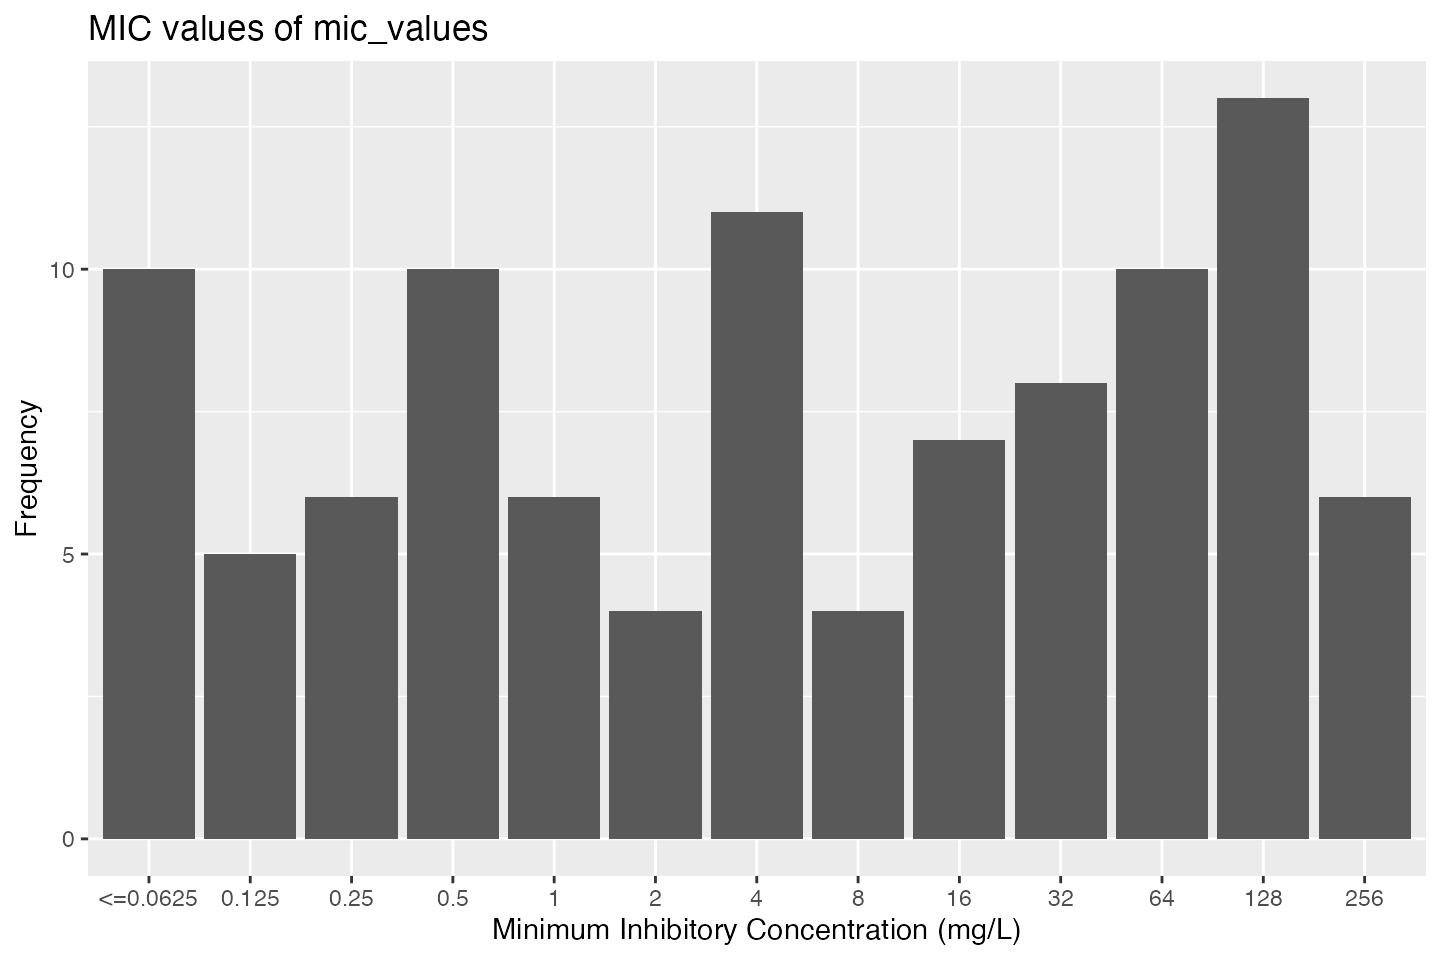 MIC values of mic_values
Frequency
10
5
0
<=0.0625 0.125 0.25 0.5 1 2 4 8 16 32 64 128 256
Minimum Inhibitory Concentration (mg/L)